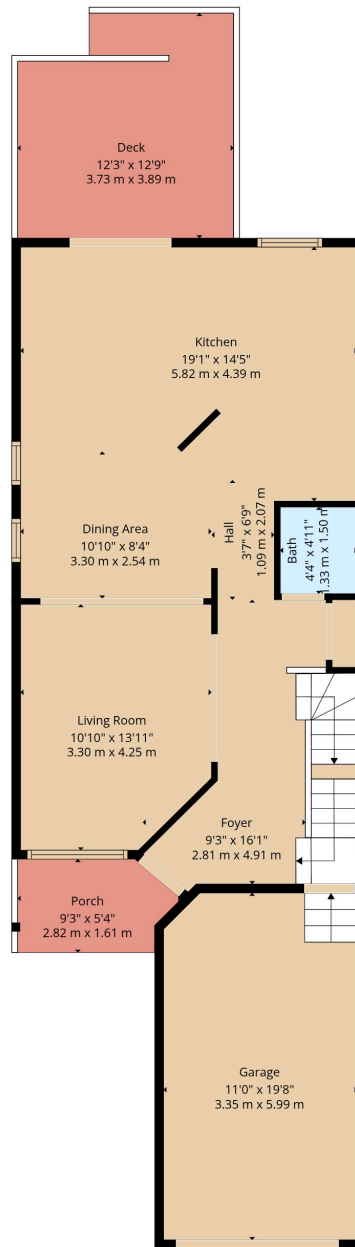 Deck
12'3" x 12'9"
3.73 m x 3.89 m
Kitchen
19'1" x 14'5"
5.82 m x 4.39 m
Dining Area
10'10" x 8'4"
3.30 m x 2.54 m
Hall
3'7" x 6'9"
1.09 m x 2.07 m
Bath
4'4" x 4'11"
1.33 m x 1.50 m
Living Room
10'10" x 13'11"
3.30 m x 4.25 m
Foyer
9'3" x 16'1"
2.81 m x 4.91 m
Porch
9'3" x 5'4"
2.82 m x 1.61 m
Garage
11'0" x 19'8"
3.35 m x 5.99 m